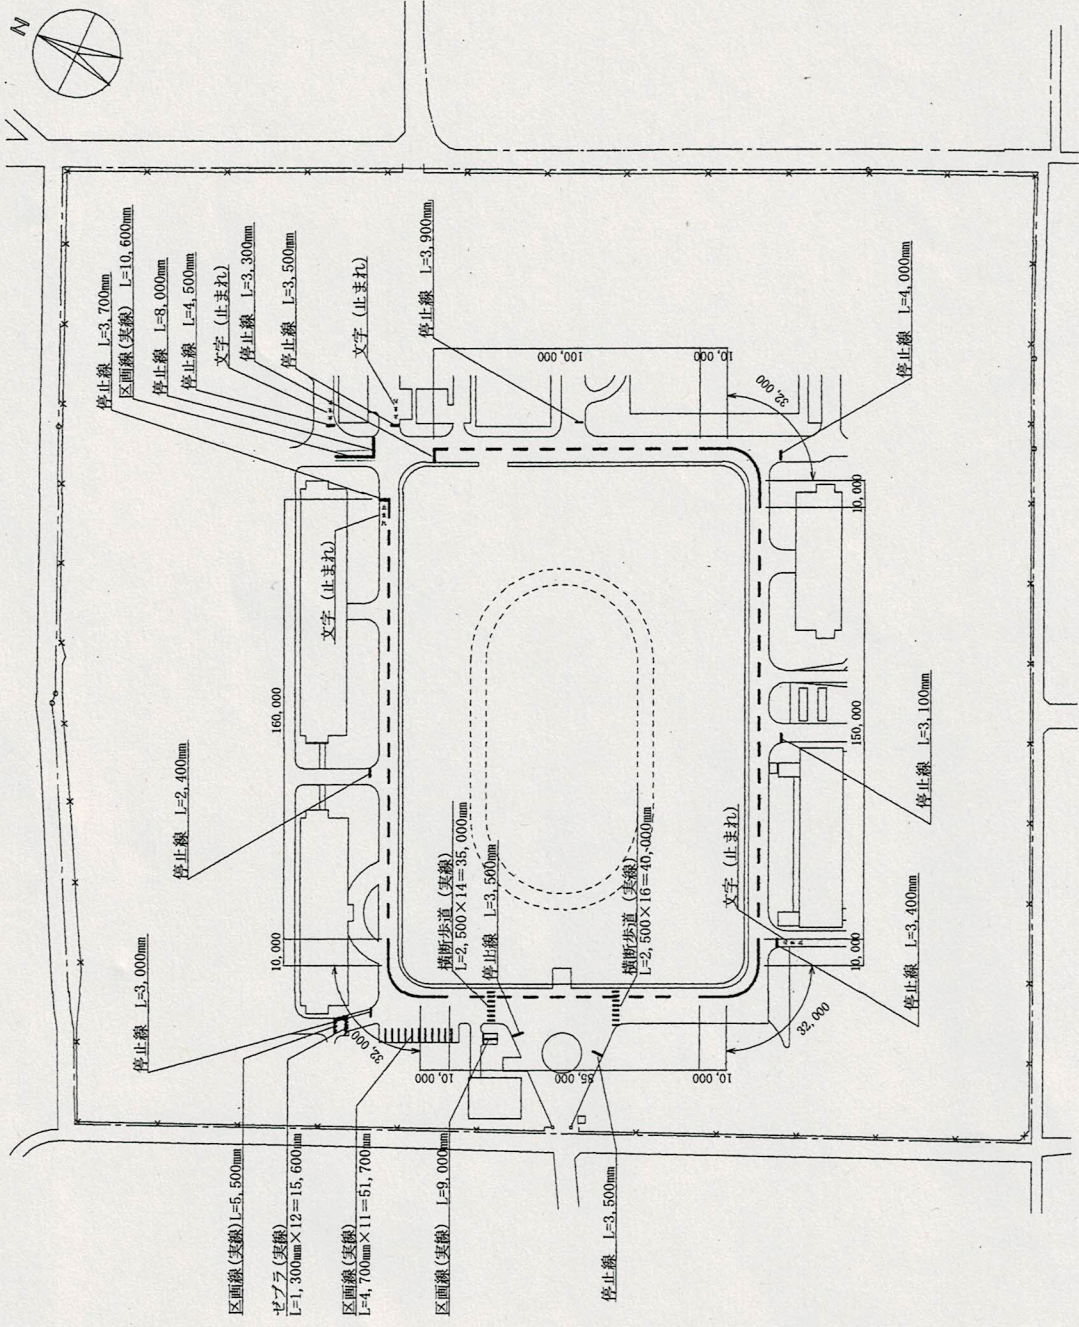 N
停止線 L=3,700mm
区画線(実線) L=10,600mm
停止線 L=8,000mm
停止線 L=4,500mm
文字(止まれ)
停止線 L=3,300mm
停止線 L=3,500mm
文字(止まれ)
停止線 L=3,900mm
停止線 L=4,000mm
100,000
10,000
32,000
10,000
文字(止まれ)
160,000
停止線 L=2,400mm
150,000
停止線 L=3,100mm
横断歩道(実線)
L=2,500×14=35,000mm
停止線 L=3,500mm
横断歩道(実線)
L=2,500×16=40,000mm
文字(止まれ)
10,000
停止線 L=3,000mm
10,000
停止線 L=3,400mm
32,000
32,000
10,000
85,000
10,000
区画線(実線)L=5,500mm
ゼブラ(実線)
L=1,300mm×12=15,600mm
区画線(実線)
L=4,700mm×11=51,700mm
区画線(実線) L=9,000mm
停止線 L=3,500mm